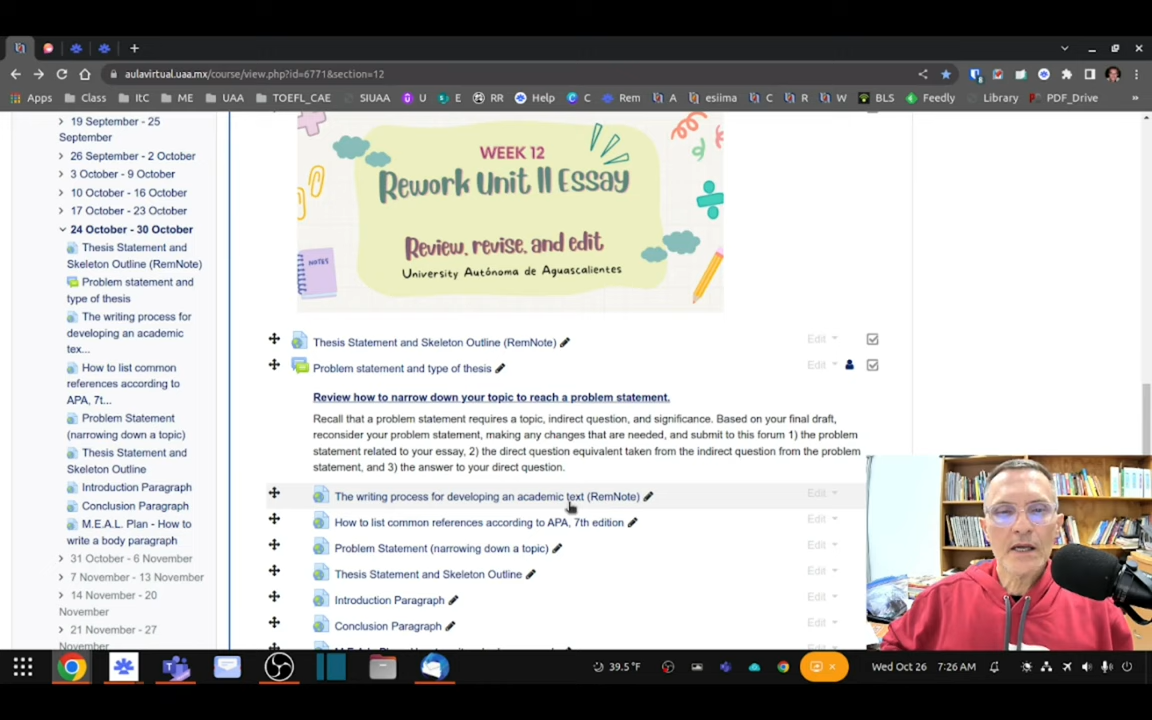 aulavirtual.uaa.mx/course/view.php?id=6771&section=12
Apps Class ItC ME UAA TOEFL_CAE SIUAA U E RR Help C Rem A esiima C R W BLS Feedly Library PDF_Drive »
19 September - 25
September
26 September - 2 October
3 October - 9 October
10 October - 16 October
17 October - 23 October
24 October - 30 October
Thesis Statement and
Skeleton Outline (RemNote)
Problem statement and
type of thesis
The writing process for
developing an academic
tex...
How to list common
references according to
APA, 7t...
Problem Statement
(narrowing down a topic)
Thesis Statement and
Skeleton Outline
Introduction Paragraph
Conclusion Paragraph
M.E.A.L. Plan - How to
write a body paragraph
31 October - 6 November
7 November - 13 November
14 November - 20
November
21 November - 27
November
WEEK 12
Rework Unit II Essay
Review, revise, and edit
University Autónoma de Aguascalientes
NOTES
Thesis Statement and Skeleton Outline (RemNote) Edit
Problem statement and type of thesis Edit
Review how to narrow down your topic to reach a problem statement.
Recall that a problem statement requires a topic, indirect question, and significance. Based on your final draft,
reconsider your problem statement, making any changes that are needed, and submit to this forum 1) the problem
statement related to your essay, 2) the direct question equivalent taken from the indirect question from the problem
statement, and 3) the answer to your direct question.
The writing process for developing an academic text (RemNote) Edit
How to list common references according to APA, 7th edition Edit
Problem Statement (narrowing down a topic) Edit
Thesis Statement and Skeleton Outline Edit
Introduction Paragraph Edit
Conclusion Paragraph Edit
39.5 °F
Wed Oct 26 7:26 AM